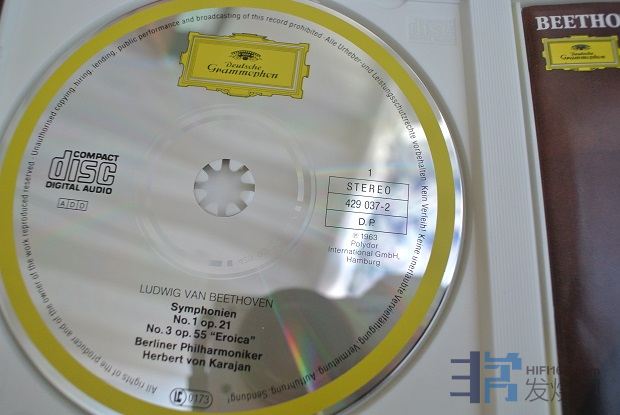 BEETHO
Deutsche
Grammophon
Deutsche
Grammophon
Unauthorised copying, hiring, lending, public performance and broadcasting of this record prohibited · Alle Urheber- und Leistungsschutzrechte vorbehalten. Kein Verleih! Keine unerlaubte Vervielfältigung, Vermietung, Aufführung, Sendung!
All rights of the producer and of the owner of the work reproduced reserved
COMPACT
disc
DIGITAL AUDIO
ADD
1
STEREO
429 037-2
D.P.
℗ 1963
Polydor
International GmbH,
Hamburg
LUDWIG VAN BEETHOVEN
Symphonien
No. 1 op. 21
No. 3 op. 55 "Eroica"
Berliner Philharmoniker
Herbert von Karajan
LC 0173
发烧